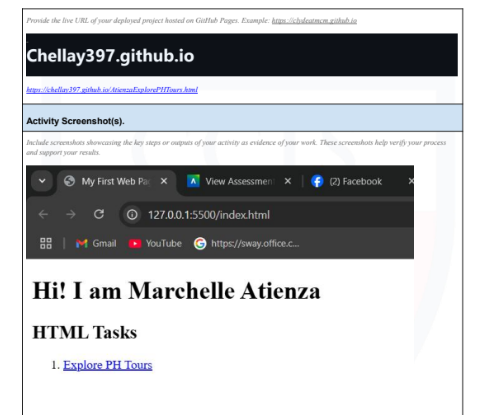 Provide the live URL of your deployed project hosted on GitHub Pages. Example: https://clydeatmcm.github.io
Chellay397.github.io
https://chellay397.github.io/AtienzaExplorePHTours.html
Activity Screenshot(s).
Include screenshots showcasing the key steps or outputs of your activity as evidence of your work. These screenshots help verify your process
and support your results.
My First Web Pa View Assessmen (2) Facebook
127.0.0.1:5500/index.html
Gmail YouTube https://sway.office.c...
Hi! I am Marchelle Atienza
HTML Tasks
1. Explore PH Tours